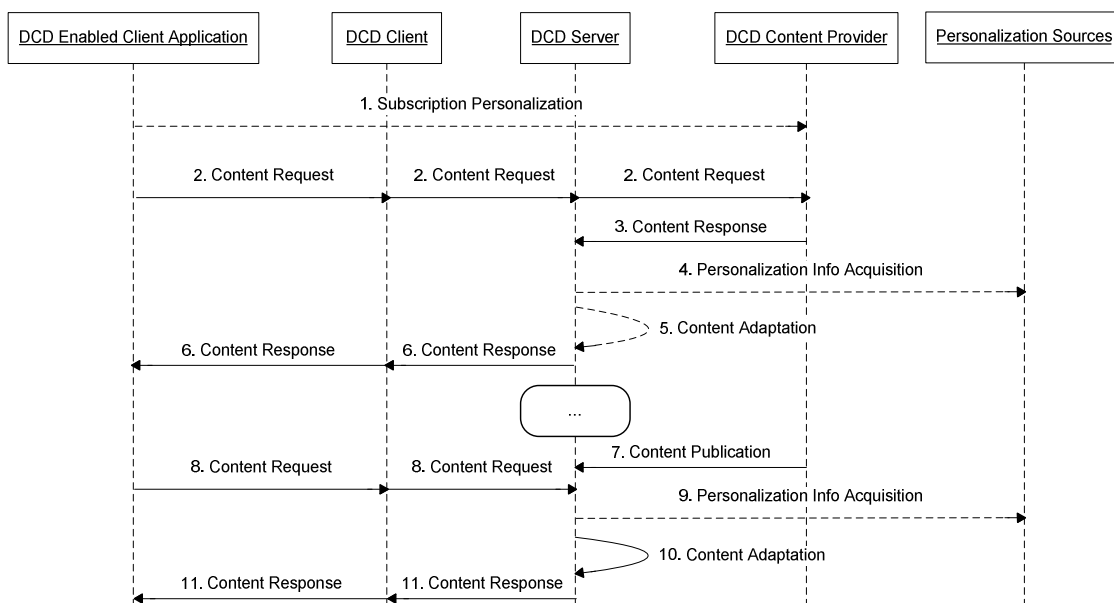 DCD Enabled Client Application
DCD Client
DCD Server
DCD Content Provider
Personalization Sources
1. Subscription Personalization
2. Content Request
2. Content Request
2. Content Request
3. Content Response
4. Personalization Info Acquisition
5. Content Adaptation
6. Content Response
6. Content Response
...
7. Content Publication
8. Content Request
8. Content Request
9. Personalization Info Acquisition
10. Content Adaptation
11. Content Response
11. Content Response